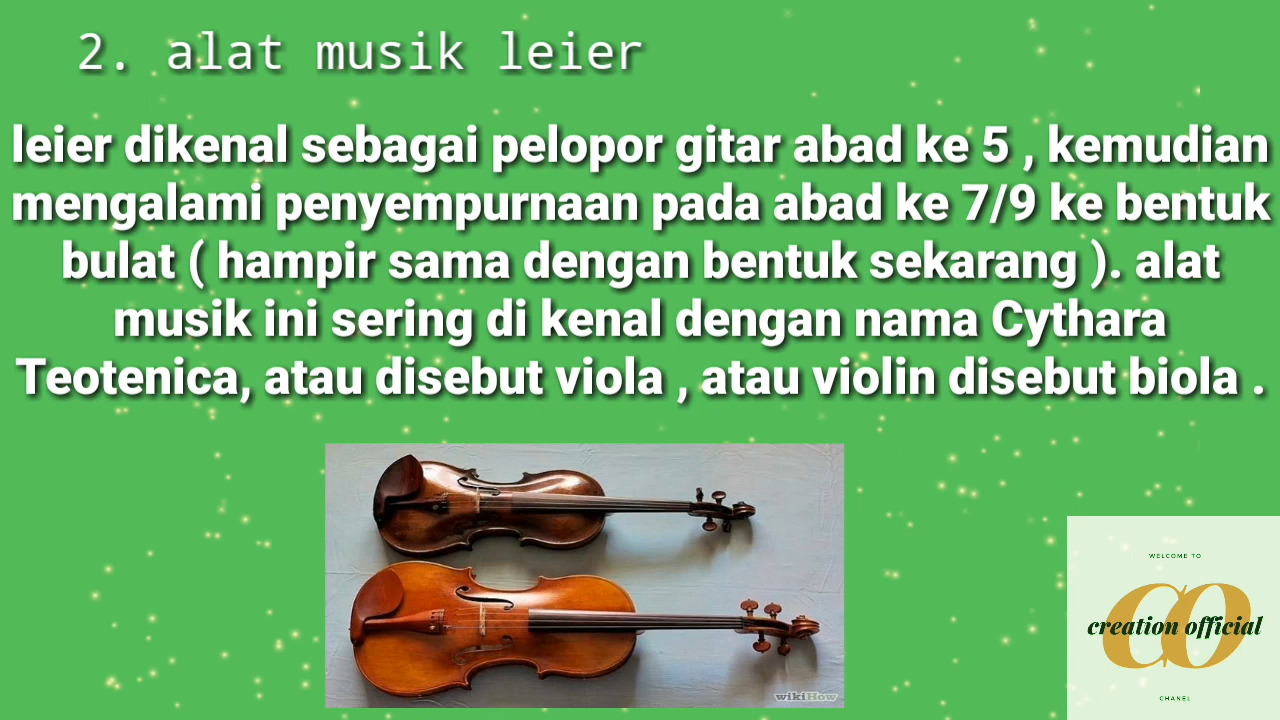 2. alat musik leier
leier dikenal sebagai pelopor gitar abad ke 5 , kemudian
mengalami penyempurnaan pada abad ke 7/9 ke bentuk
bulat ( hampir sama dengan bentuk sekarang ). alat
musik ini sering di kenal dengan nama Cythara
Teotenica, atau disebut viola , atau violin disebut biola .
wikiHow
WELCOME TO
CO
creation official
CHANEL